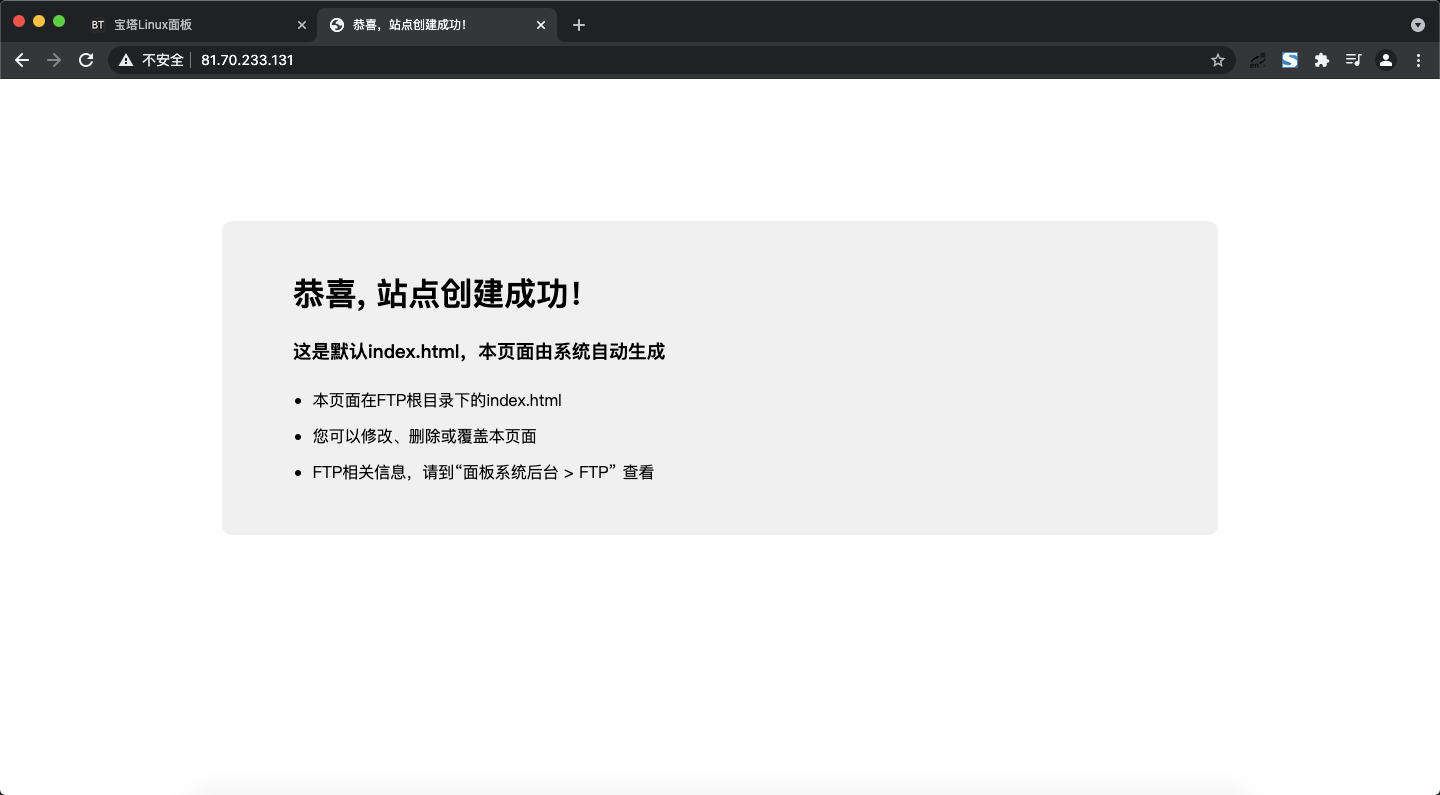 BT 宝塔Linux面板
恭喜，站点创建成功！
不安全
81.70.233.131
恭喜, 站点创建成功！
这是默认index.html，本页面由系统自动生成
本页面在FTP根目录下的index.html
您可以修改、删除或覆盖本页面
FTP相关信息，请到“面板系统后台 > FTP” 查看